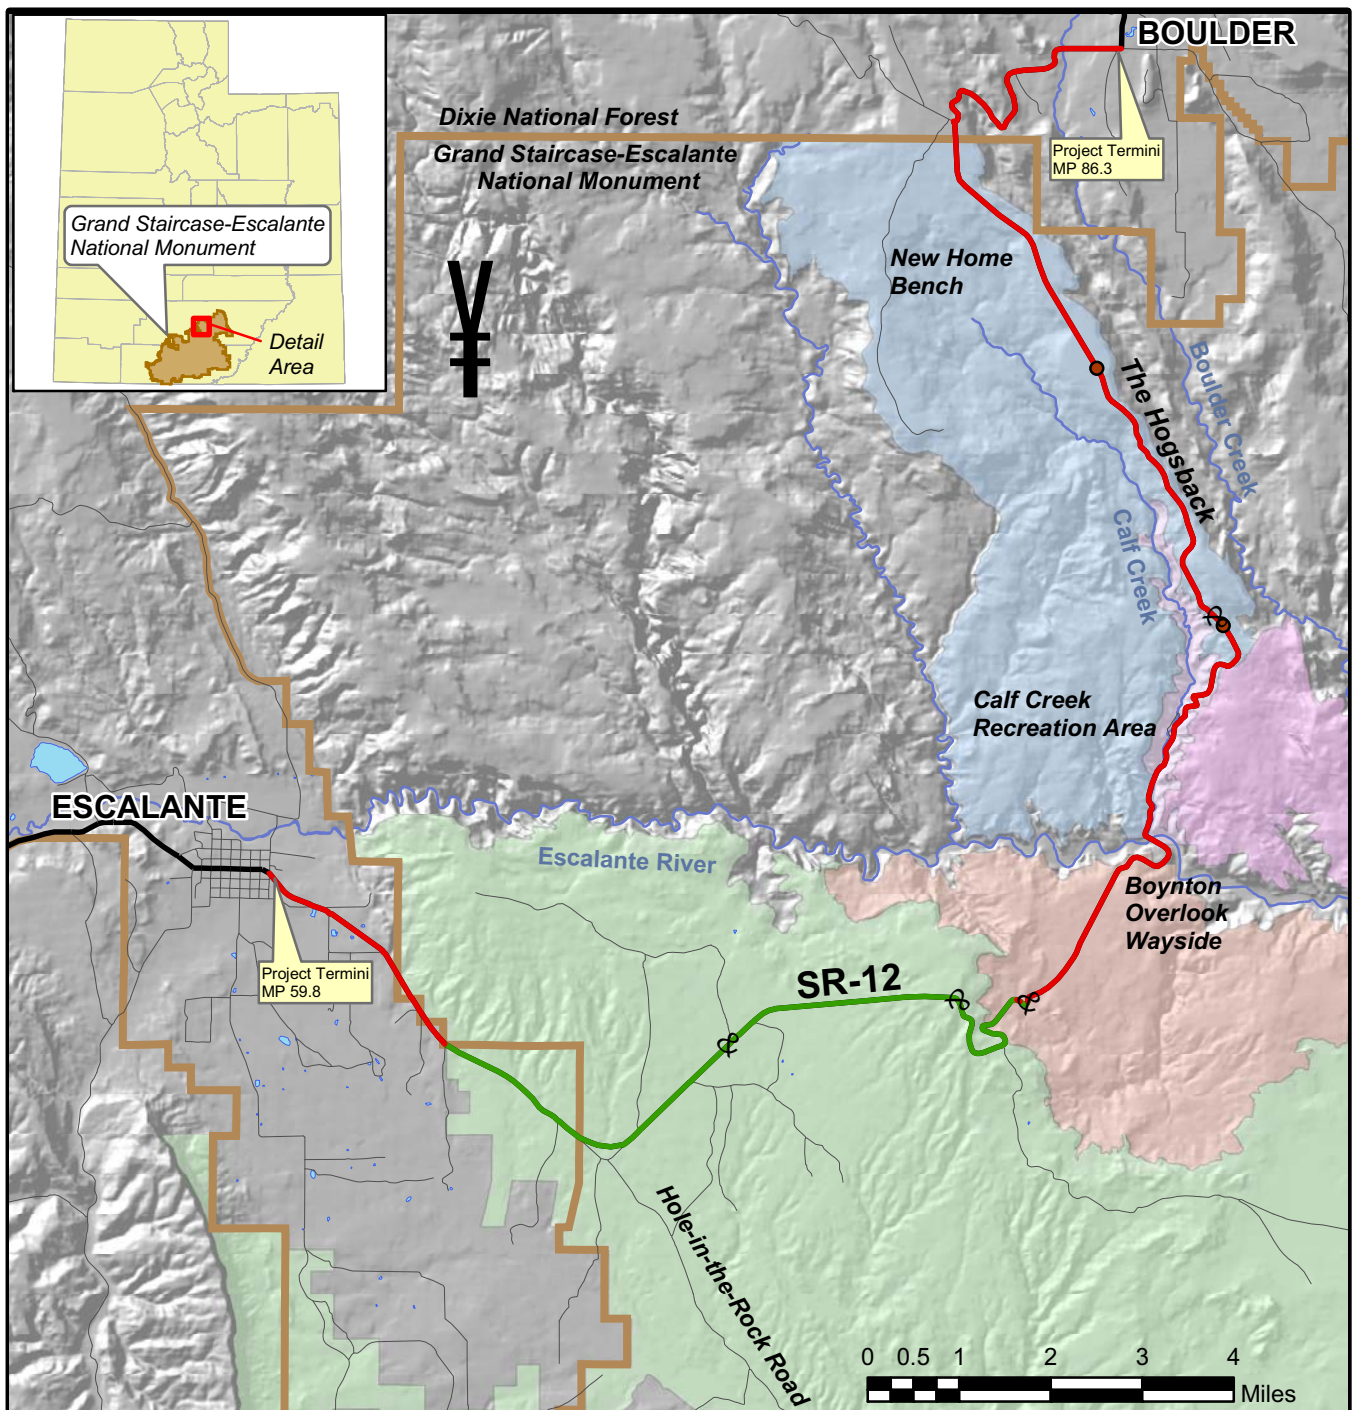 BOULDER
Dixie National Forest
Grand Staircase-Escalante
National Monument
Project Termini
MP 86.3
Grand Staircase-Escalante
National Monument
Detail
Area
New Home
Bench
The Hogsback
Boulder Creek
Calf Creek
Calf Creek
Recreation Area
ESCALANTE
Escalante River
Boynton
Overlook
Wayside
Project Termini
MP 59.8
SR-12
Hole-in-the-Rock Road
0 0.5 1 2 3 4
Miles